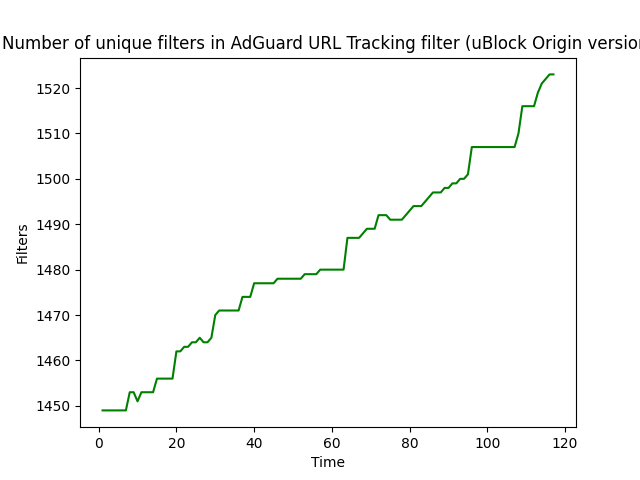 Number of unique filters in AdGuard URL Tracking filter (uBlock Origin version
1520
1510
1500
1490
1480
1470
1460
1450
Filters
0 20 40 60 80 100 120
Time